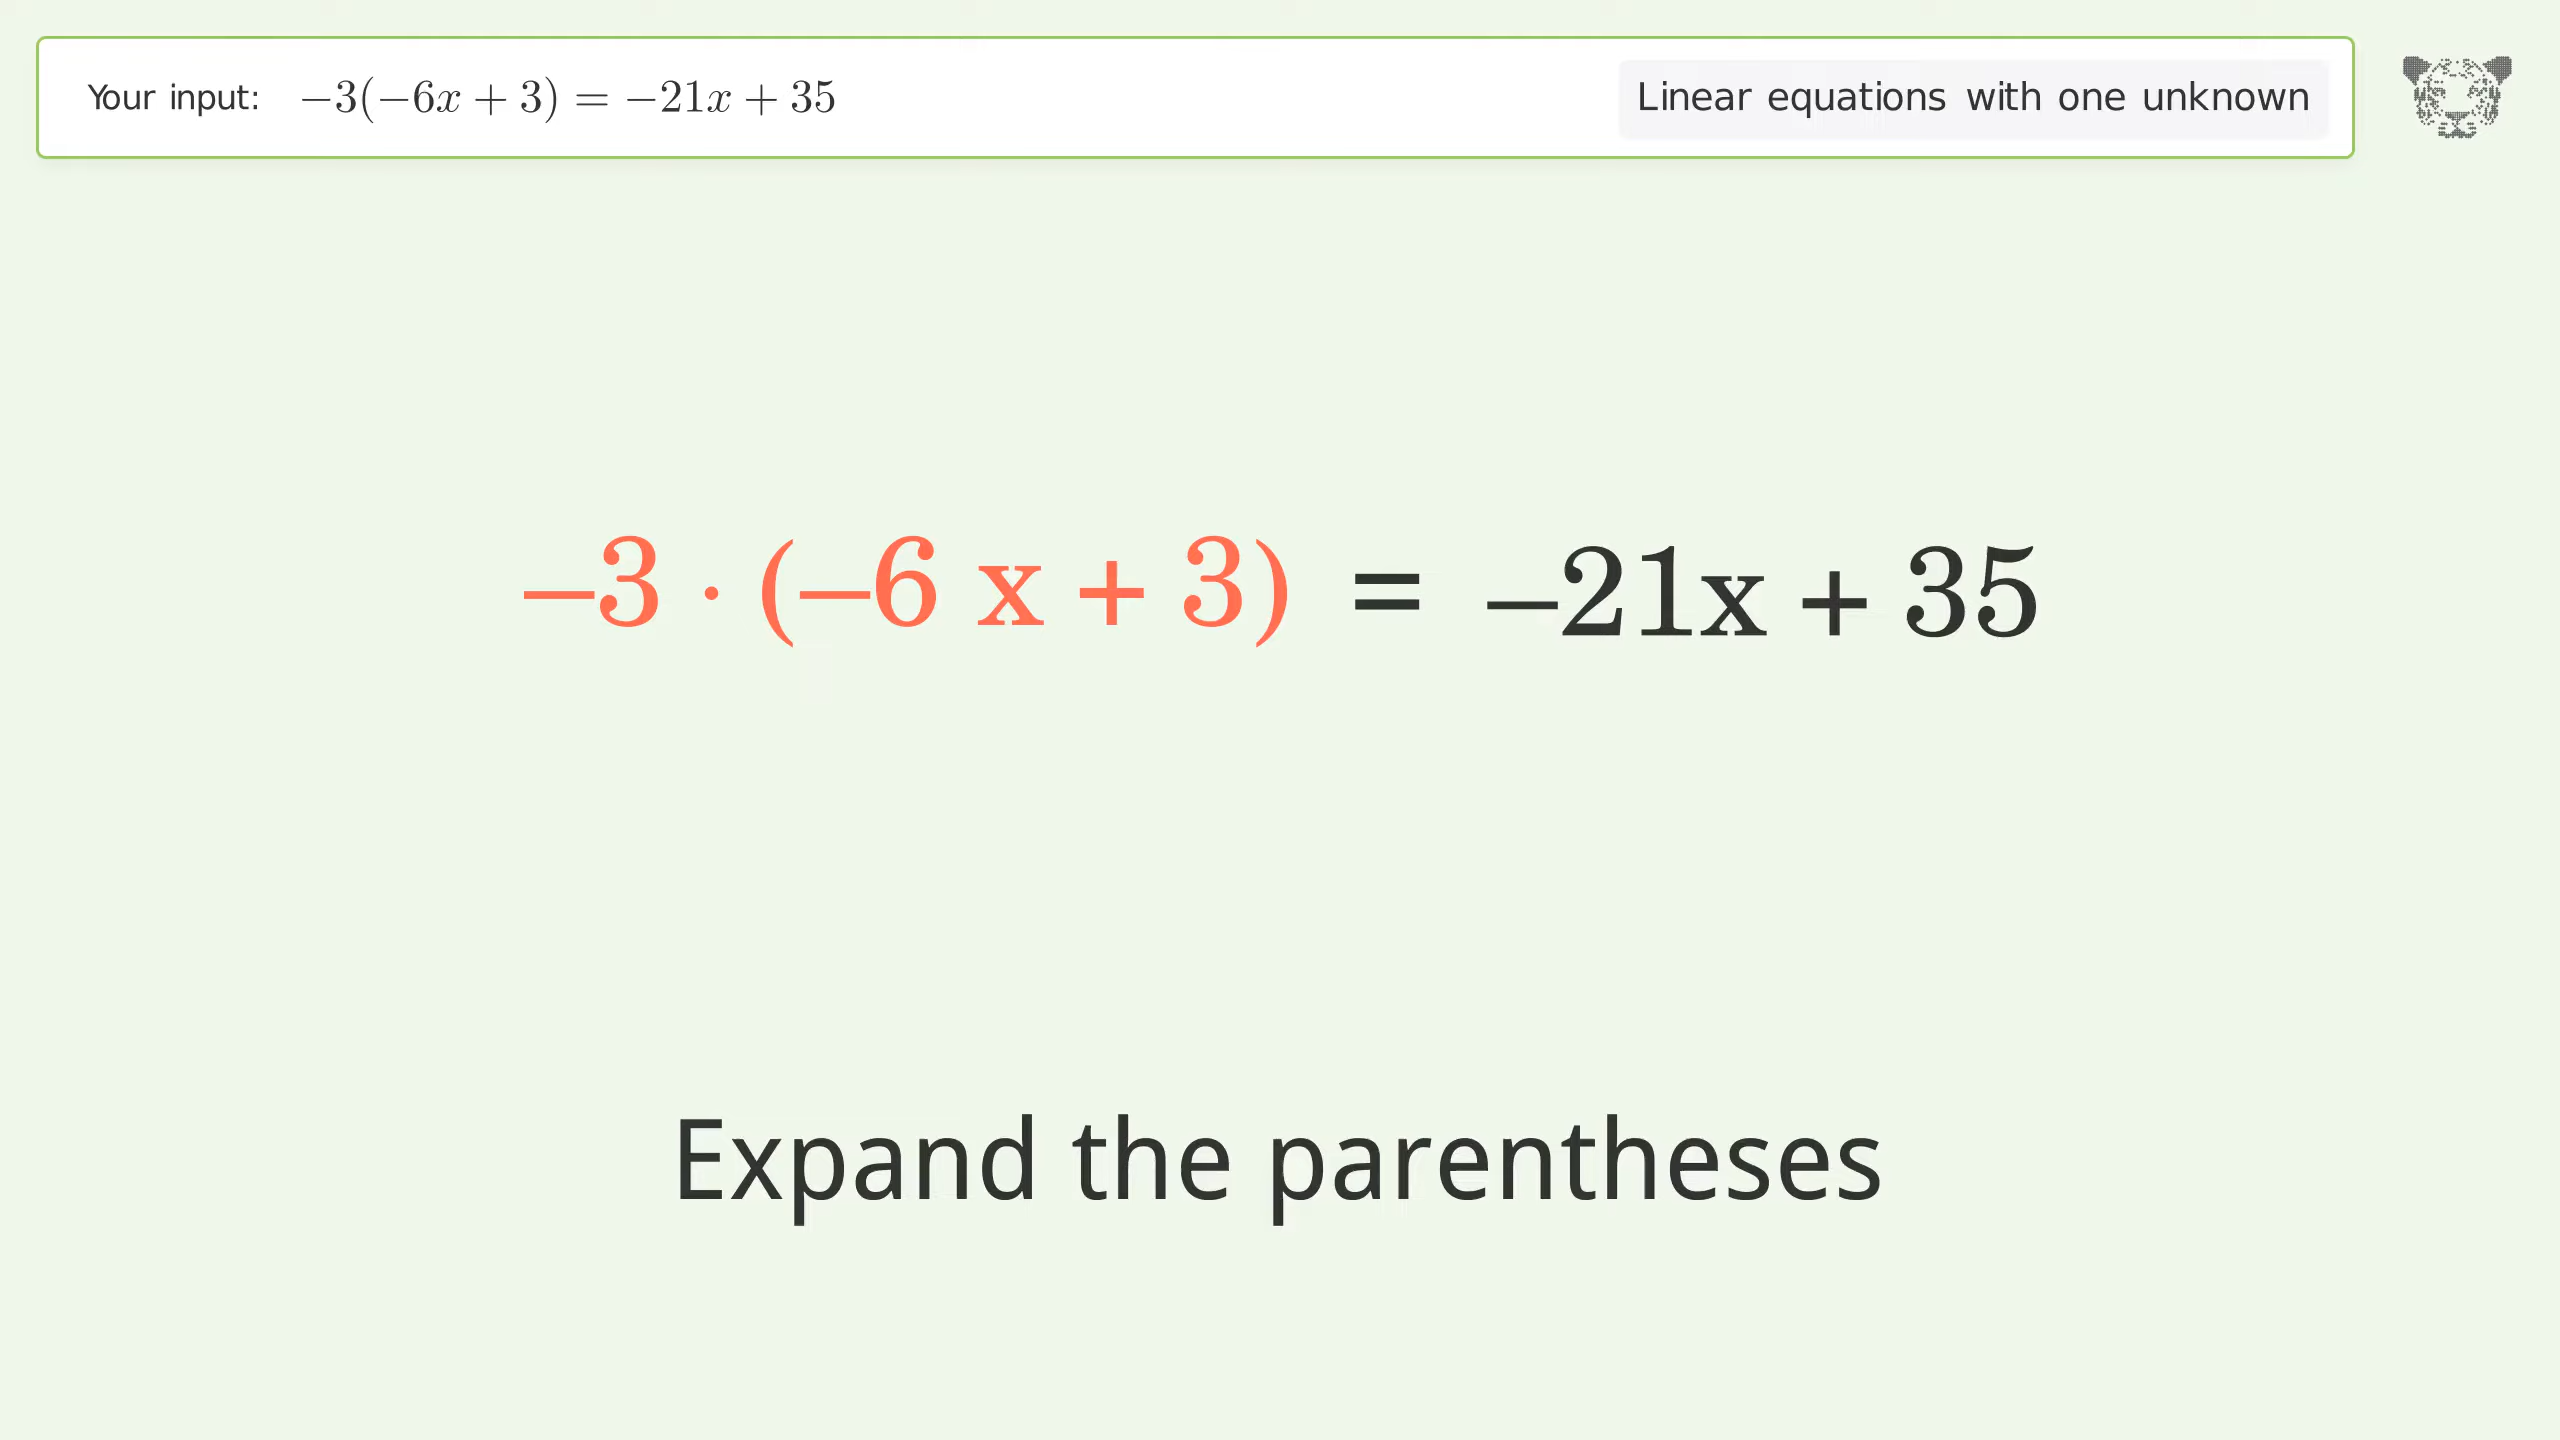 Your input: −3(−6x + 3) = −21x + 35
Linear equations with one unknown
−3 · (−6 x + 3) = −21x + 35
Expand the parentheses